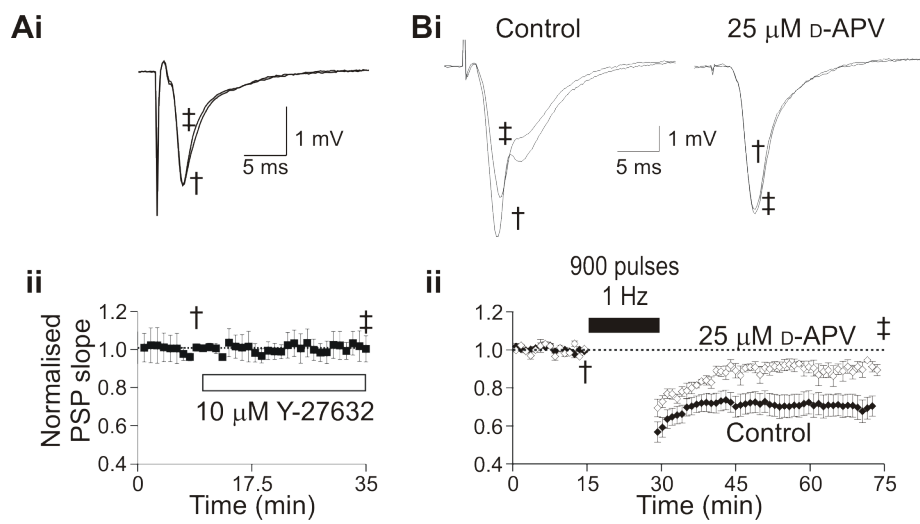 Ai
‡
†
1 mV
5 ms
Bi
Control
‡
†
1 mV
5 ms
25 µM D-APV
†
‡
ii
Normalised
PSP slope
1.2
1.0
0.8
0.6
0.4
†
‡
10 µM Y-27632
0
17.5
35
Time (min)
ii
900 pulses
1 Hz
1.2
1.0
0.8
0.6
0.4
†
25 µM D-APV
‡
Control
0
15
30
45
60
75
Time (min)